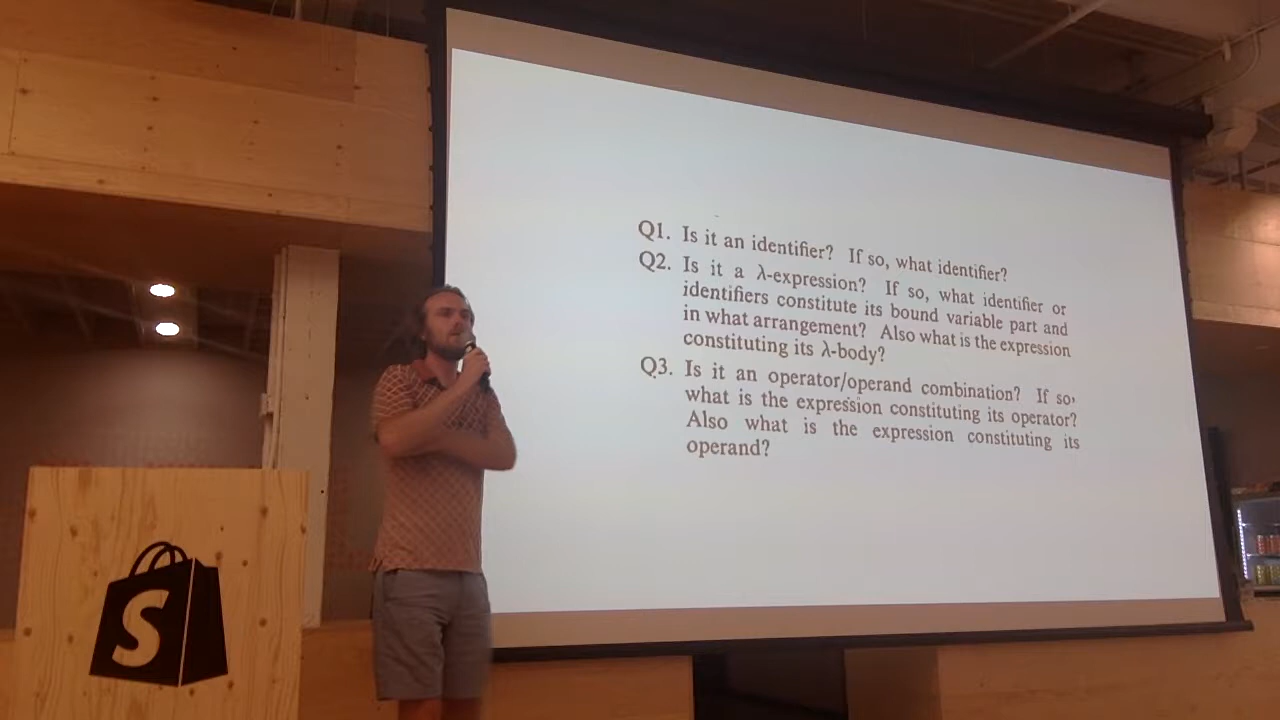 Q1. Is it an identifier? If so, what identifier?
Q2. Is it a λ-expression? If so, what identifier or
identifiers constitute its bound variable part and
in what arrangement? Also what is the expression
constituting its λ-body?
Q3. Is it an operator/operand combination? If so,
what is the expression constituting its operator?
Also what is the expression constituting its
operand?
S